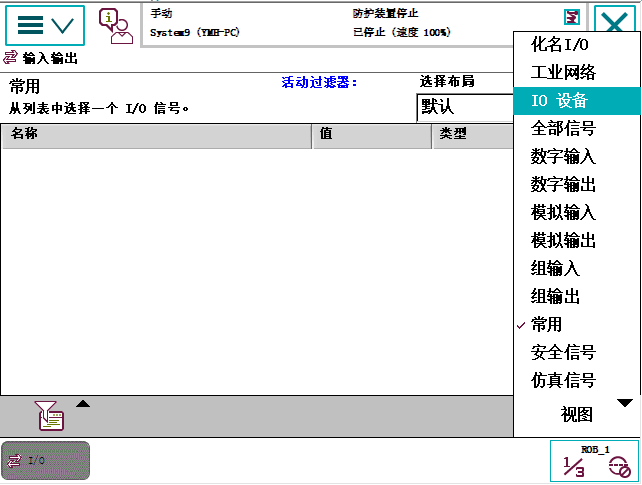 手动
防护装置停止
System9 (YMH-PC)
已停止 (速度 100%)
输入输出
常用
活动过滤器：
选择布局
从列表中选择一个 I/O 信号。
默认
名称
值
类型
化名I/O
工业网络
IO 设备
全部信号
数字输入
数字输出
模拟输入
模拟输出
组输入
组输出
常用
安全信号
仿真信号
视图
I/O
ROB_1
1/3